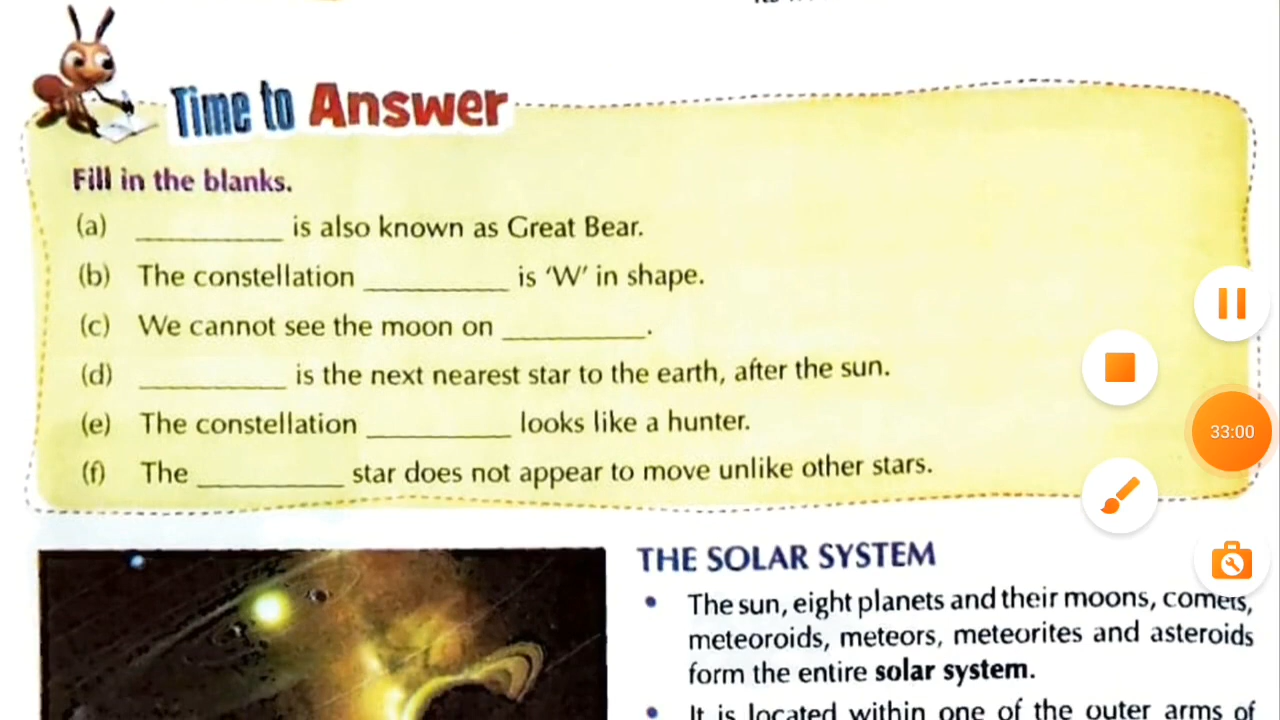 Time to Answer
Fill in the blanks.
(a) __________ is also known as Great Bear.
(b) The constellation __________ is ‘W’ in shape.
(c) We cannot see the moon on __________.
(d) __________ is the next nearest star to the earth, after the sun.
(e) The constellation __________ looks like a hunter.
(f) The __________ star does not appear to move unlike other stars.
33:00
THE SOLAR SYSTEM
• The sun, eight planets and their moons, comets,
meteoroids, meteors, meteorites and asteroids
form the entire solar system.
• It is located within one of the outer arms of